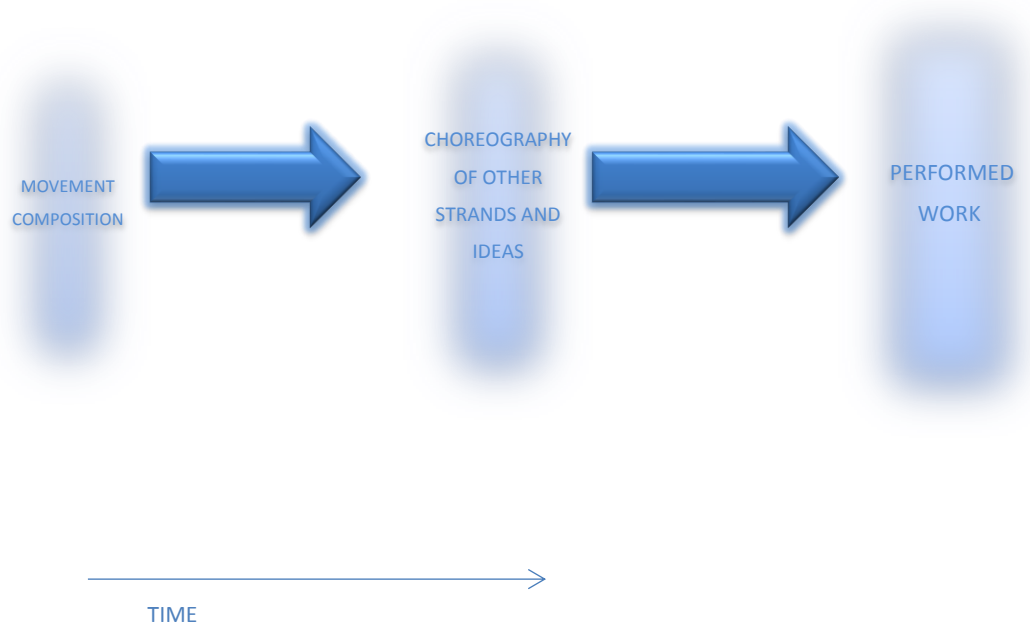 MOVEMENT
COMPOSITION
CHOREOGRAPHY
OF OTHER
STRANDS AND
IDEAS
PERFORMED
WORK
TIME